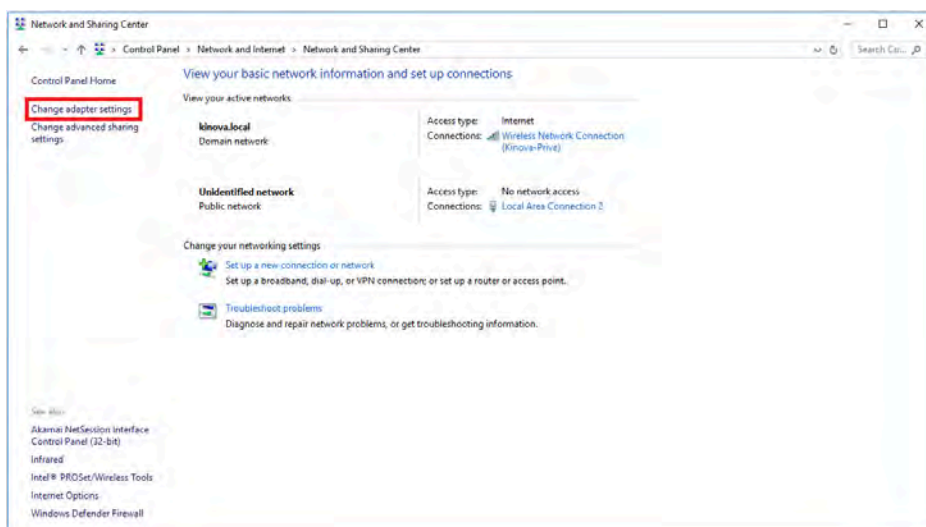 Network and Sharing Center
Control Panel > Network and Internet > Network and Sharing Center
Search Co...
Control Panel Home
Change adapter settings
Change advanced sharing
settings
View your basic network information and set up connections
View your active networks
kinova.local
Domain network
Access type: Internet
Connections: Wireless Network Connection
(Kinova-Prive)
Unidentified network
Public network
Access type: No network access
Connections: Local Area Connection 2
Change your networking settings
Set up a new connection or network
Set up a broadband, dial-up, or VPN connection; or set up a router or access point.
Troubleshoot problems
Diagnose and repair network problems, or get troubleshooting information.
See also
Akamai NetSession Interface
Control Panel (32-bit)
Infrared
Intel® PROSet/Wireless Tools
Internet Options
Windows Defender Firewall